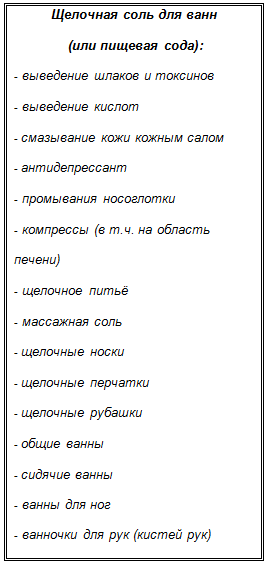 Щелочная соль для ванн
(или пищевая сода):
- выведение шлаков и токсинов
- выведение кислот
- смазывание кожи кожным салом
- антидепрессант
- промывания носоглотки
- компрессы (в т.ч. на область
печени)
- щелочное питьё
- массажная соль
- щелочные носки
- щелочные перчатки
- щелочные рубашки
- общие ванны
- сидячие ванны
- ванны для ног
- ванночки для рук (кистей рук)